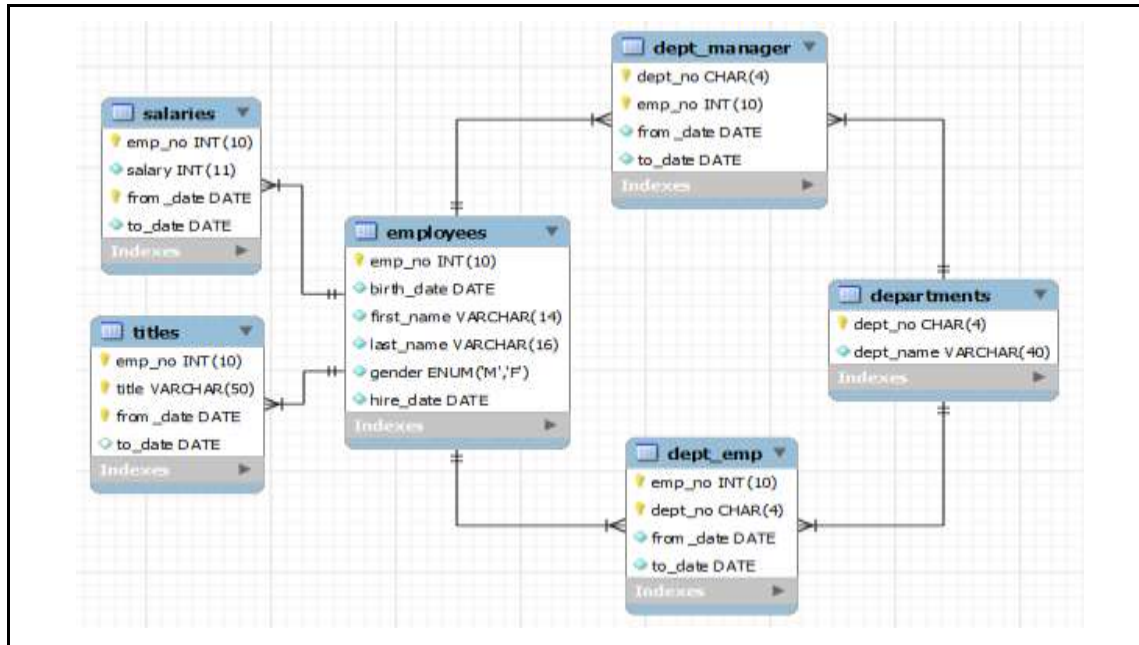 dept_manager
dept_no CHAR(4)
emp_no INT(10)
from_date DATE
to_date DATE
Indexes
salaries
emp_no INT(10)
salary INT(11)
from_date DATE
to_date DATE
Indexes
employees
emp_no INT(10)
birth_date DATE
first_name VARCHAR(14)
last_name VARCHAR(16)
gender ENUM('M','F')
hire_date DATE
Indexes
departments
dept_no CHAR(4)
dept_name VARCHAR(40)
Indexes
titles
emp_no INT(10)
title VARCHAR(50)
from_date DATE
to_date DATE
Indexes
dept_emp
emp_no INT(10)
dept_no CHAR(4)
from_date DATE
to_date DATE
Indexes